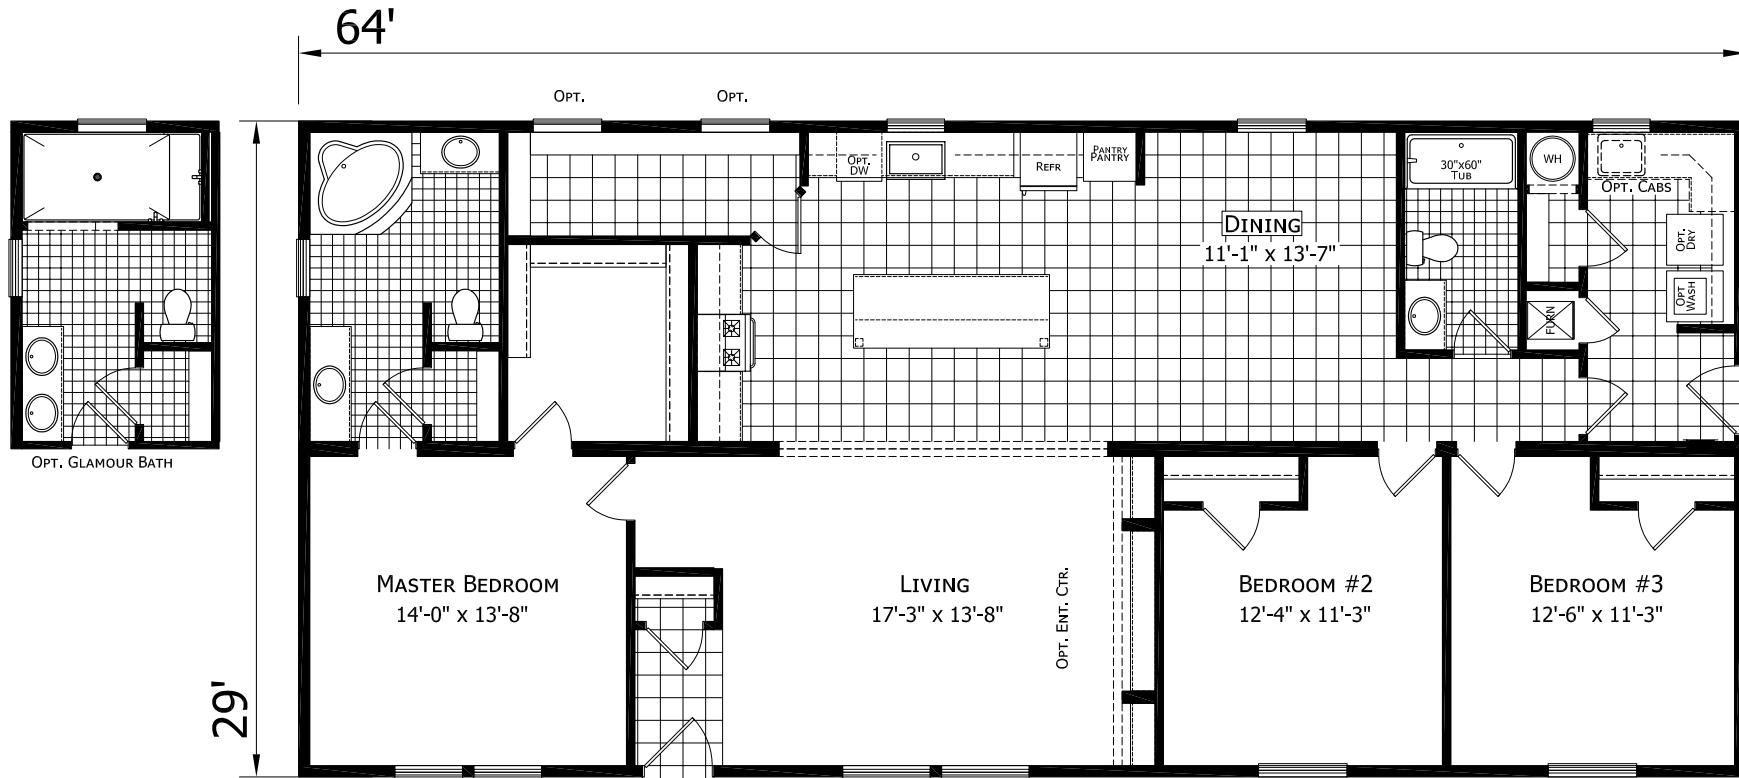 64'
OPT.
OPT.
OPT.
DW
REFR
PANTRY
PANTRY
DINING
11'-1" x 13'-7"
30"x60"
TUB
WH
OPT. CABS
OPT.
DRY
OPT
WASH
FURN
OPT. GLAMOUR BATH
29'
MASTER BEDROOM
14'-0" x 13'-8"
LIVING
17'-3" x 13'-8"
OPT. ENT. CTR.
BEDROOM #2
12'-4" x 11'-3"
BEDROOM #3
12'-6" x 11'-3"